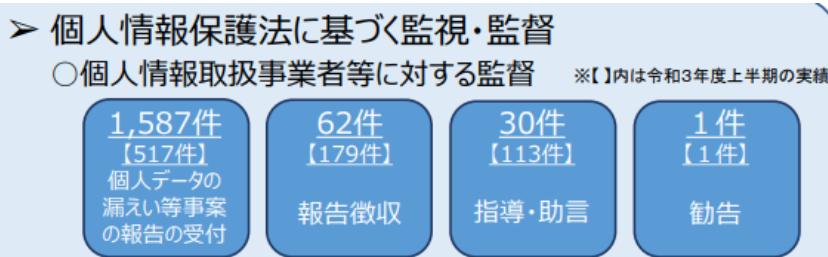 ➢ 個人情報保護法に基づく監視・監督
○個人情報取扱事業者等に対する監督 ※【 】内は令和3年度上半期の実績
1,587件
【517件】
個人データの
漏えい等事案
の報告の受付
62件
【179件】
報告徴収
30件
【113件】
指導・助言
1件
【1件】
勧告